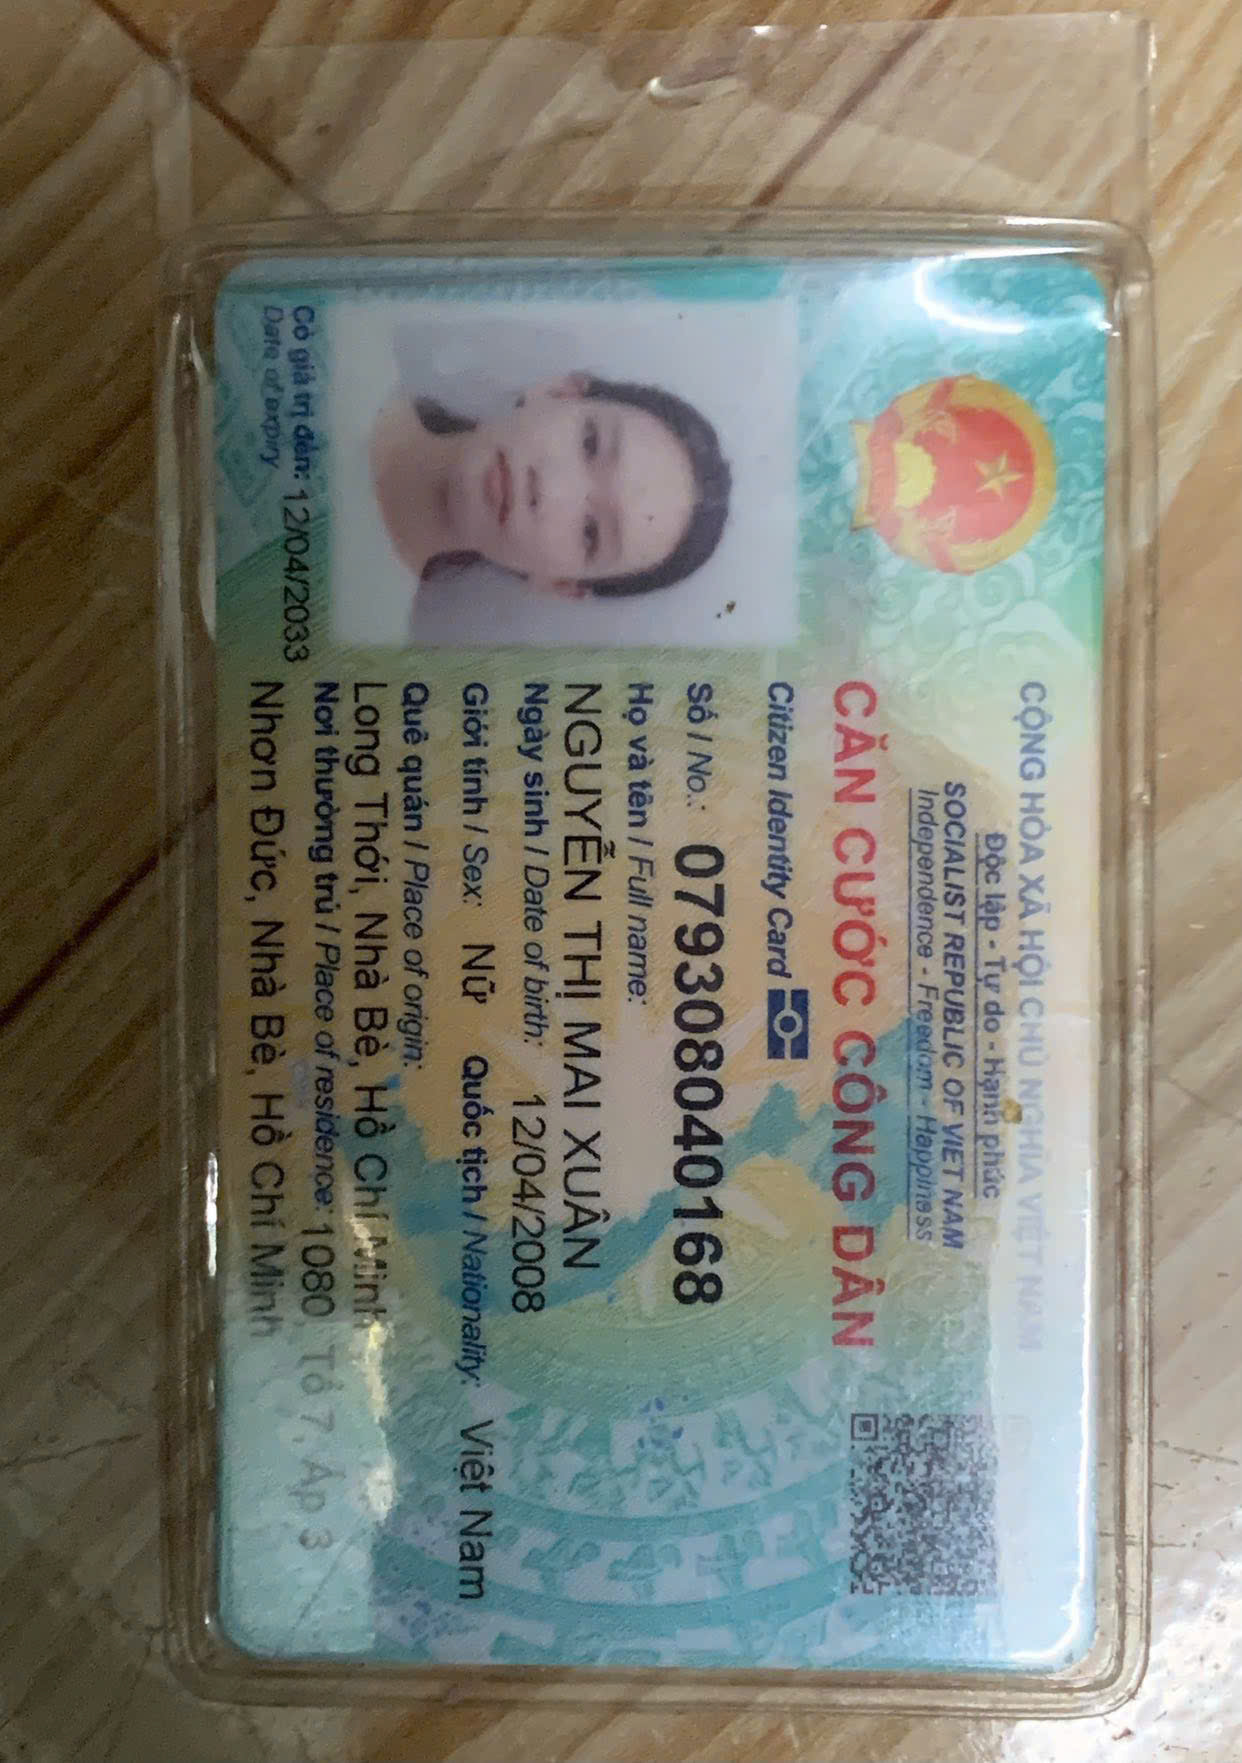 CỘNG HÒA XÃ HỘI CHỦ NGHĨA VIỆT NAM
Độc lập - Tự do - Hạnh phúc
SOCIALIST REPUBLIC OF VIET NAM
Independence - Freedom - Happiness
CĂN CƯỚC CÔNG DÂN
Citizen Identity Card
Số / No.: 079308040168
Họ và tên / Full name:
NGUYỄN THỊ MAI XUÂN
Ngày sinh / Date of birth: 12/04/2008
Giới tính / Sex: Nữ Quốc tịch / Nationality: Việt Nam
Quê quán / Place of origin:
Long Thới, Nhà Bè, Hồ Chí Minh
Nơi thường trú / Place of residence: 1080, Tổ 7, Ấp 3
Nhơn Đức, Nhà Bè, Hồ Chí Minh
Có giá trị đến: 12/04/2033
Date of expiry